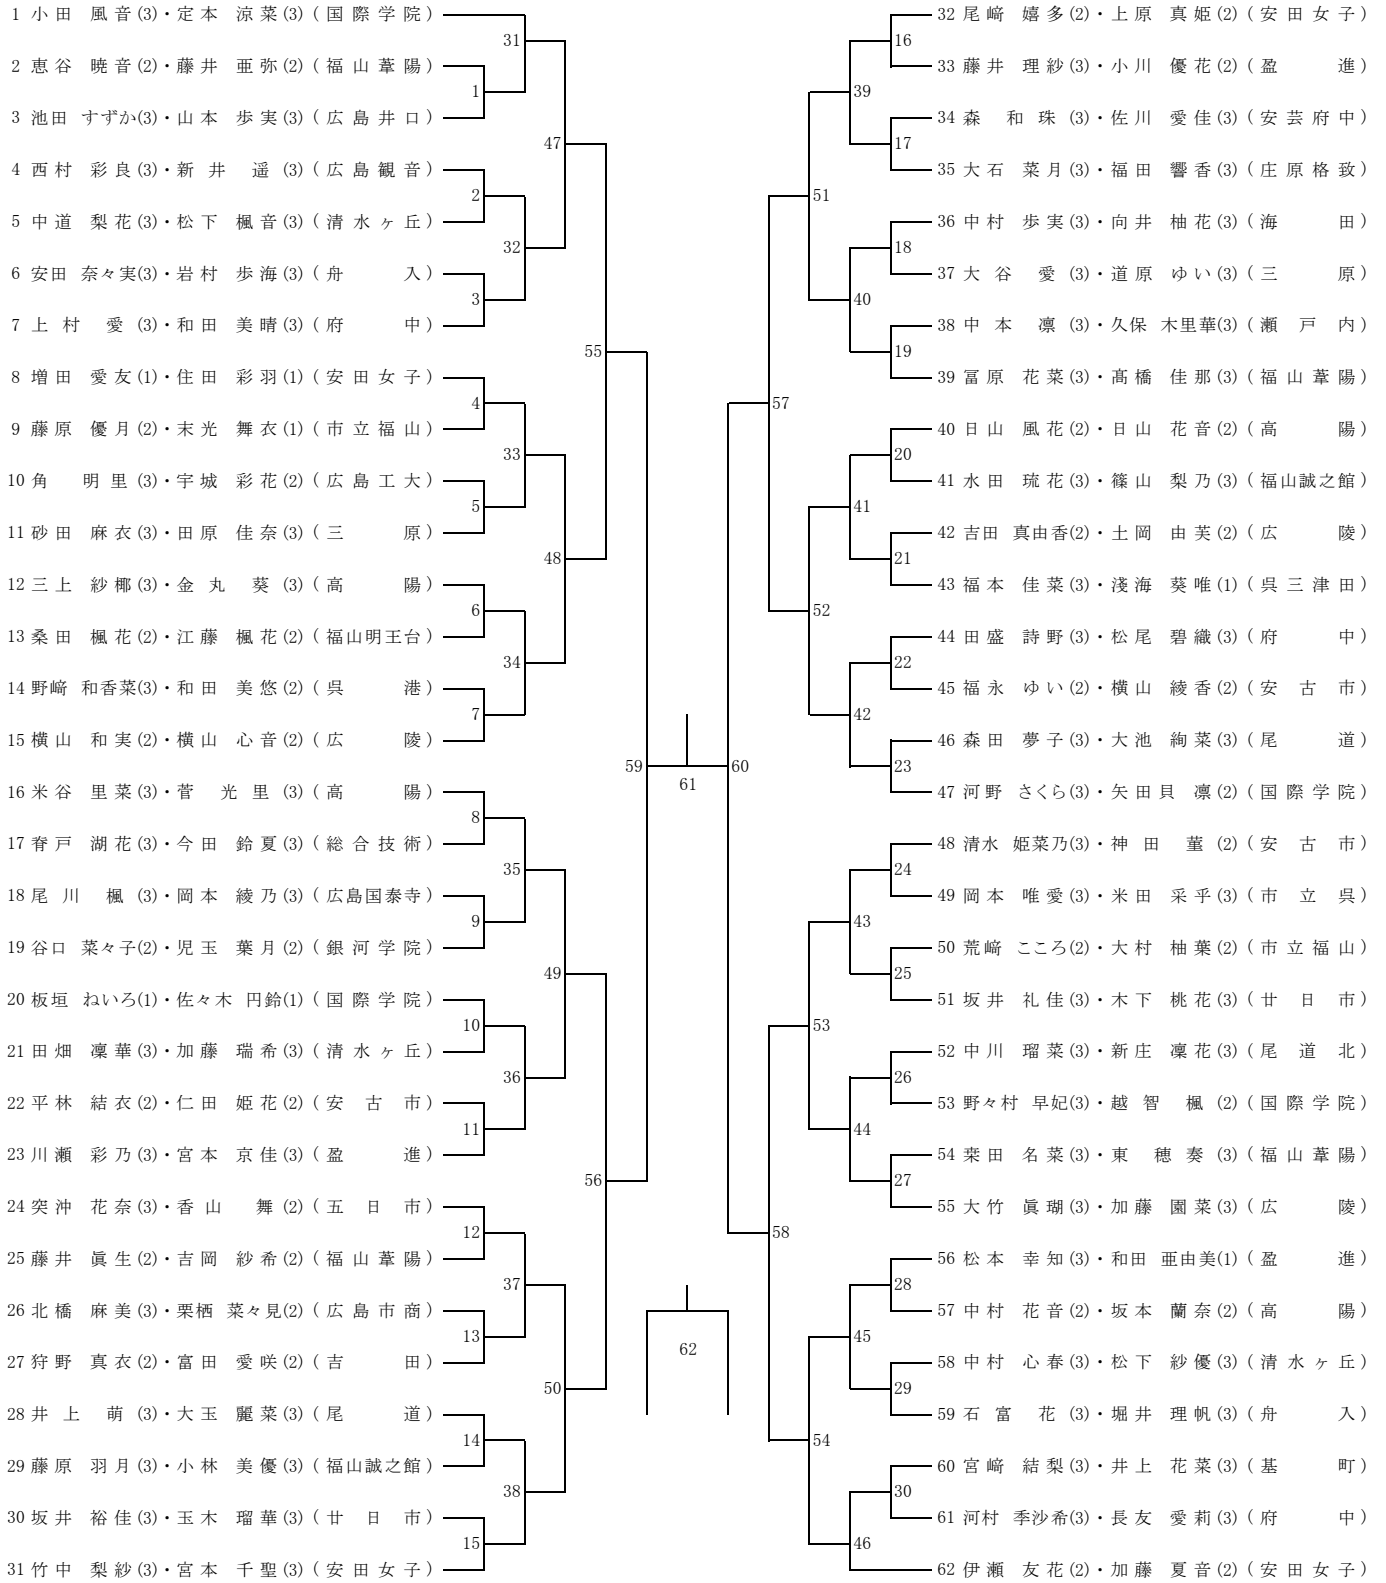 1 小田 風音(3)・定本 涼菜(3)(国際学院)
2 恵谷 暁音(2)・藤井 亜弥(2)(福山葦陽)
3 池田 すずか(3)・山本 歩実(3)(広島井口)
4 西村 彩良(3)・新井 遥(3)(広島観音)
5 中道 梨花(3)・松下 楓音(3)(清水ヶ丘)
6 安田 奈々実(3)・岩村 歩海(3)(舟入)
7 上村 愛(3)・和田 美晴(3)(府中)
8 増田 愛友(1)・住田 彩羽(1)(安田女子)
9 藤原 優月(2)・末光 舞衣(1)(市立福山)
10 角 明里(3)・宇城 彩花(2)(広島工大)
11 砂田 麻衣(3)・田原 佳奈(3)(三原)
12 三上 紗椰(3)・金丸 葵(3)(高陽)
13 桑田 楓花(2)・江藤 楓花(2)(福山明王台)
14 野﨑 和香菜(3)・和田 美悠(2)(呉港)
15 横山 和実(2)・横山 心音(2)(広陵)
16 米谷 里菜(3)・菅 光里(3)(高陽)
17 脊戸 湖花(3)・今田 鈴夏(3)(総合技術)
18 尾川 楓(3)・岡本 綾乃(3)(広島国泰寺)
19 谷口 菜々子(2)・児玉 葉月(2)(銀河学院)
20 板垣 ねいろ(1)・佐々木 円鈴(1)(国際学院)
21 田畑 凜華(3)・加藤 瑞希(3)(清水ヶ丘)
22 平林 結衣(2)・仁田 姫花(2)(安古市)
23 川瀬 彩乃(3)・宮本 京佳(3)(盈進)
24 突沖 花奈(3)・香山 舞(2)(五日市)
25 藤井 眞生(2)・吉岡 紗希(2)(福山葦陽)
26 北橋 麻美(3)・栗栖 菜々見(2)(広島市商)
27 狩野 真衣(2)・富田 愛咲(2)(吉田)
28 井上 萌(3)・大玉 麗菜(3)(尾道)
29 藤原 羽月(3)・小林 美優(3)(福山誠之館)
30 坂井 裕佳(3)・玉木 瑠華(3)(廿日市)
31 竹中 梨紗(3)・宮本 千聖(3)(安田女子)
31
1
47
2
32
3
55
4
33
5
48
6
34
7
59
8
35
9
49
10
36
11
56
12
37
13
50
14
38
15
61
62
60
16
39
17
51
18
40
19
57
20
41
21
52
22
42
23
24
43
25
53
26
44
27
58
28
45
29
54
30
46
32 尾﨑 嬉多(2)・上原 真姫(2)(安田女子)
33 藤井 理紗(3)・小川 優花(2)(盈進)
34 森 和珠(3)・佐川 愛佳(3)(安芸府中)
35 大石 菜月(3)・福田 響香(3)(庄原格致)
36 中村 歩実(3)・向井 柚花(3)(海田)
37 大谷 愛(3)・道原 ゆい(3)(三原)
38 中本 凛(3)・久保 木里華(3)(瀬戸内)
39 冨原 花菜(3)・髙橋 佳那(3)(福山葦陽)
40 日山 風花(2)・日山 花音(2)(高陽)
41 水田 琉花(3)・篠山 梨乃(3)(福山誠之館)
42 吉田 真由香(2)・土岡 由芙(2)(広陵)
43 福本 佳菜(3)・淺海 葵唯(1)(呉三津田)
44 田盛 詩野(3)・松尾 碧織(3)(府中)
45 福永 ゆい(2)・横山 綾香(2)(安古市)
46 森田 夢子(3)・大池 絢菜(3)(尾道)
47 河野 さくら(3)・矢田貝 凛(2)(国際学院)
48 清水 姫菜乃(3)・神田 菫(2)(安古市)
49 岡本 唯愛(3)・米田 采乎(3)(市立呉)
50 荒﨑 こころ(2)・大村 柚葉(2)(市立福山)
51 坂井 礼佳(3)・木下 桃花(3)(廿日市)
52 中川 瑠菜(3)・新庄 凜花(3)(尾道北)
53 野々村 早妃(3)・越智 楓(2)(国際学院)
54 桒田 名菜(3)・東 穂奏(3)(福山葦陽)
55 大竹 眞瑚(3)・加藤 園菜(3)(広陵)
56 松本 幸知(3)・和田 亜由美(1)(盈進)
57 中村 花音(2)・坂本 蘭奈(2)(高陽)
58 中村 心春(3)・松下 紗優(3)(清水ヶ丘)
59 石富 花(3)・堀井 理帆(3)(舟入)
60 宮﨑 結梨(3)・井上 花菜(3)(基町)
61 河村 季沙希(3)・長友 愛莉(3)(府中)
62 伊瀬 友花(2)・加藤 夏音(2)(安田女子)